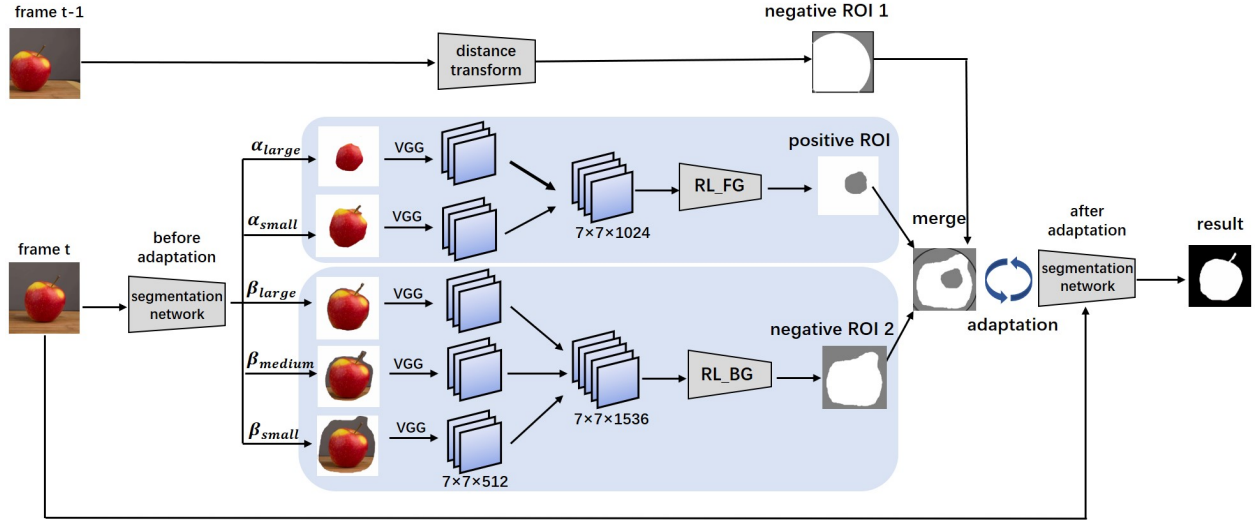 frame t-1
distance
transform
negative ROI 1
α_large
VGG
α_small
VGG
7×7×1024
RL_FG
positive ROI
frame t
before
adaptation
segmentation
network
β_large
VGG
β_medium
VGG
β_small
VGG
7×7×512
7×7×1536
RL_BG
negative ROI 2
merge
adaptation
after
adaptation
segmentation
network
result